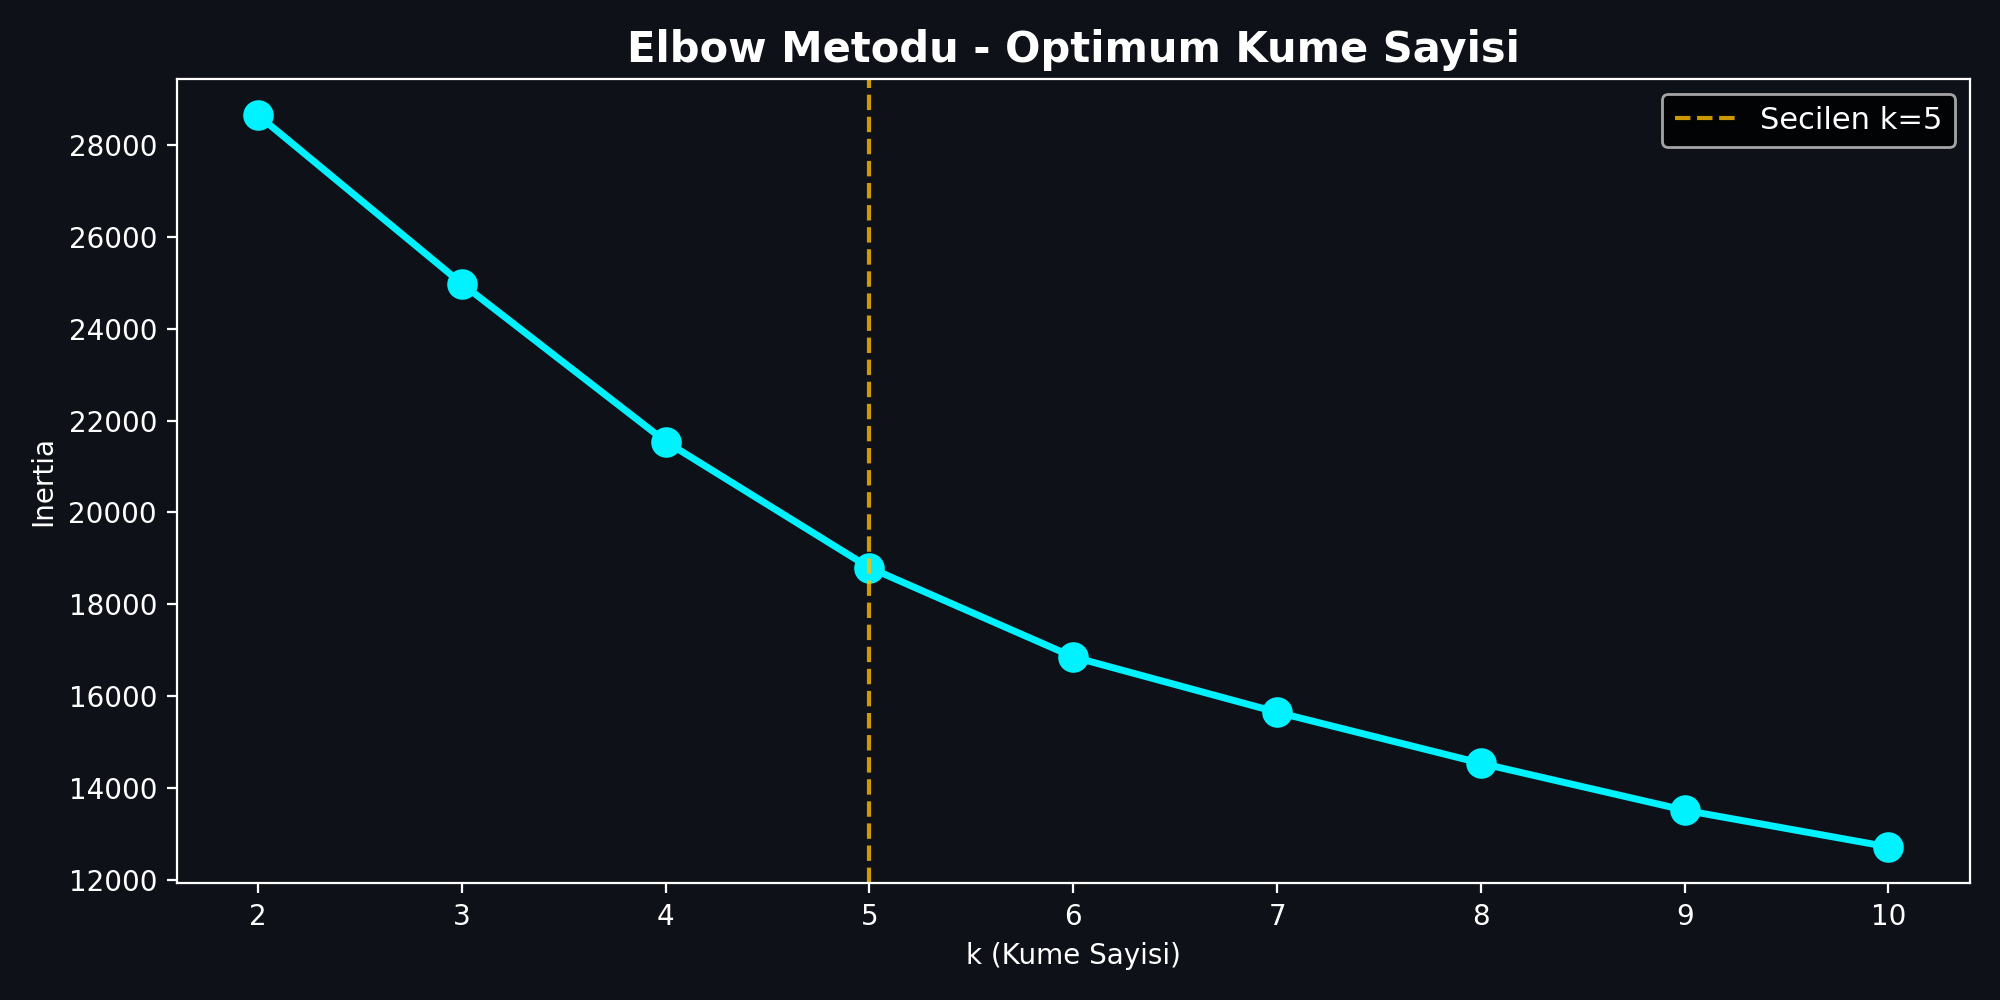 Elbow Metodu - Optimum Kume Sayisi
Secilen k=5
Inertia
28000
26000
24000
22000
20000
18000
16000
14000
12000
2 3 4 5 6 7 8 9 10
k (Kume Sayisi)